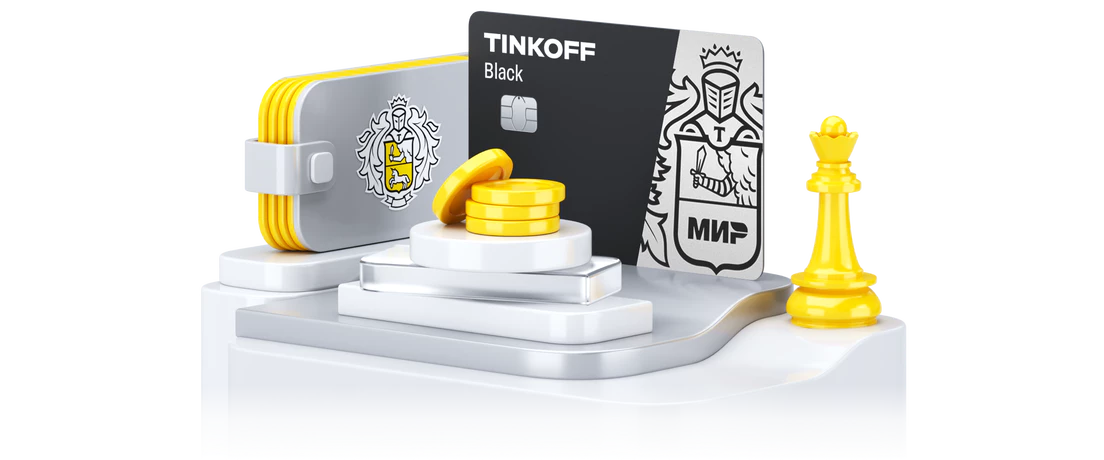 TINKOFF
Black
T
МИР